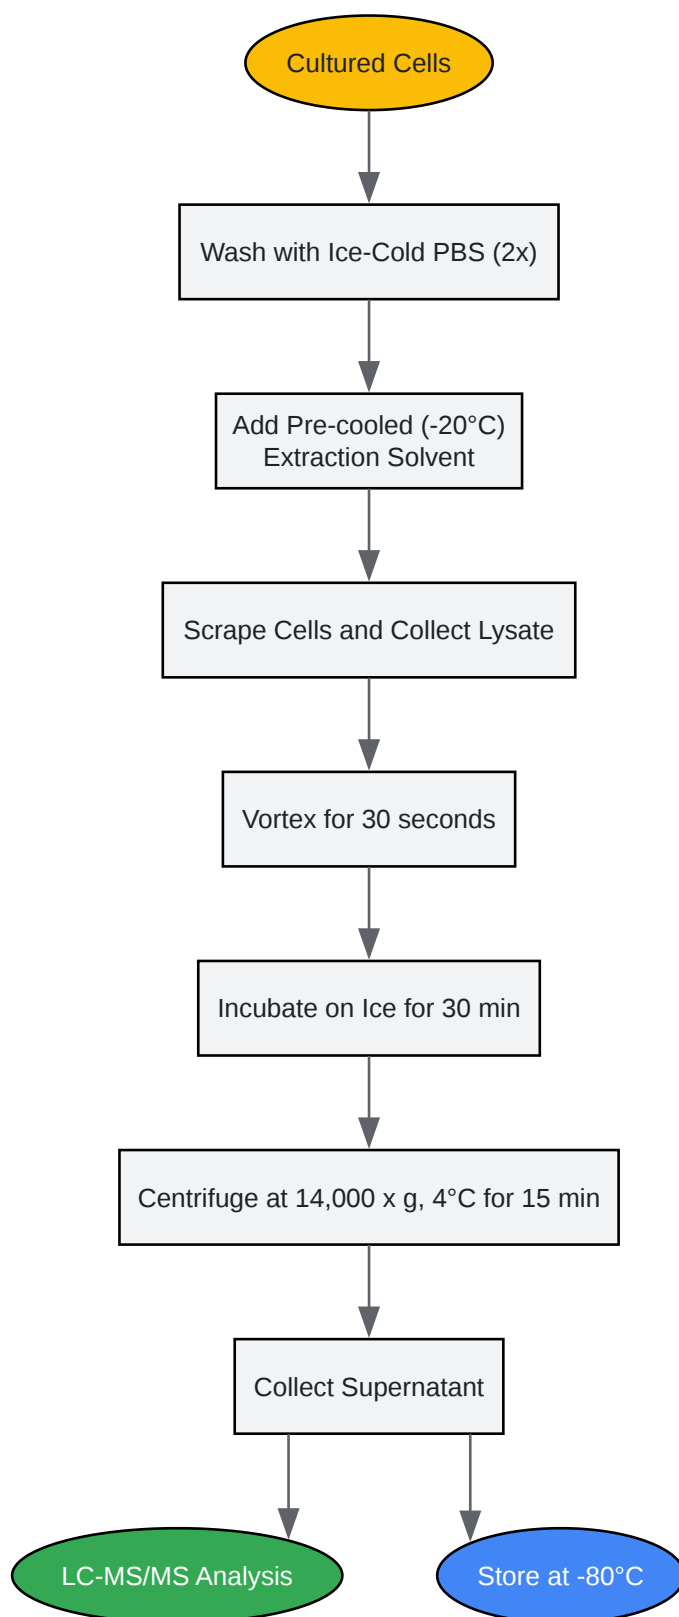 Cultured Cells
Wash with Ice-Cold PBS (2x)
Add Pre-cooled (-20°C)
Extraction Solvent
Scrape Cells and Collect Lysate
Vortex for 30 seconds
Incubate on Ice for 30 min
Centrifuge at 14,000 x g, 4°C for 15 min
Collect Supernatant
LC-MS/MS Analysis
Store at -80°C